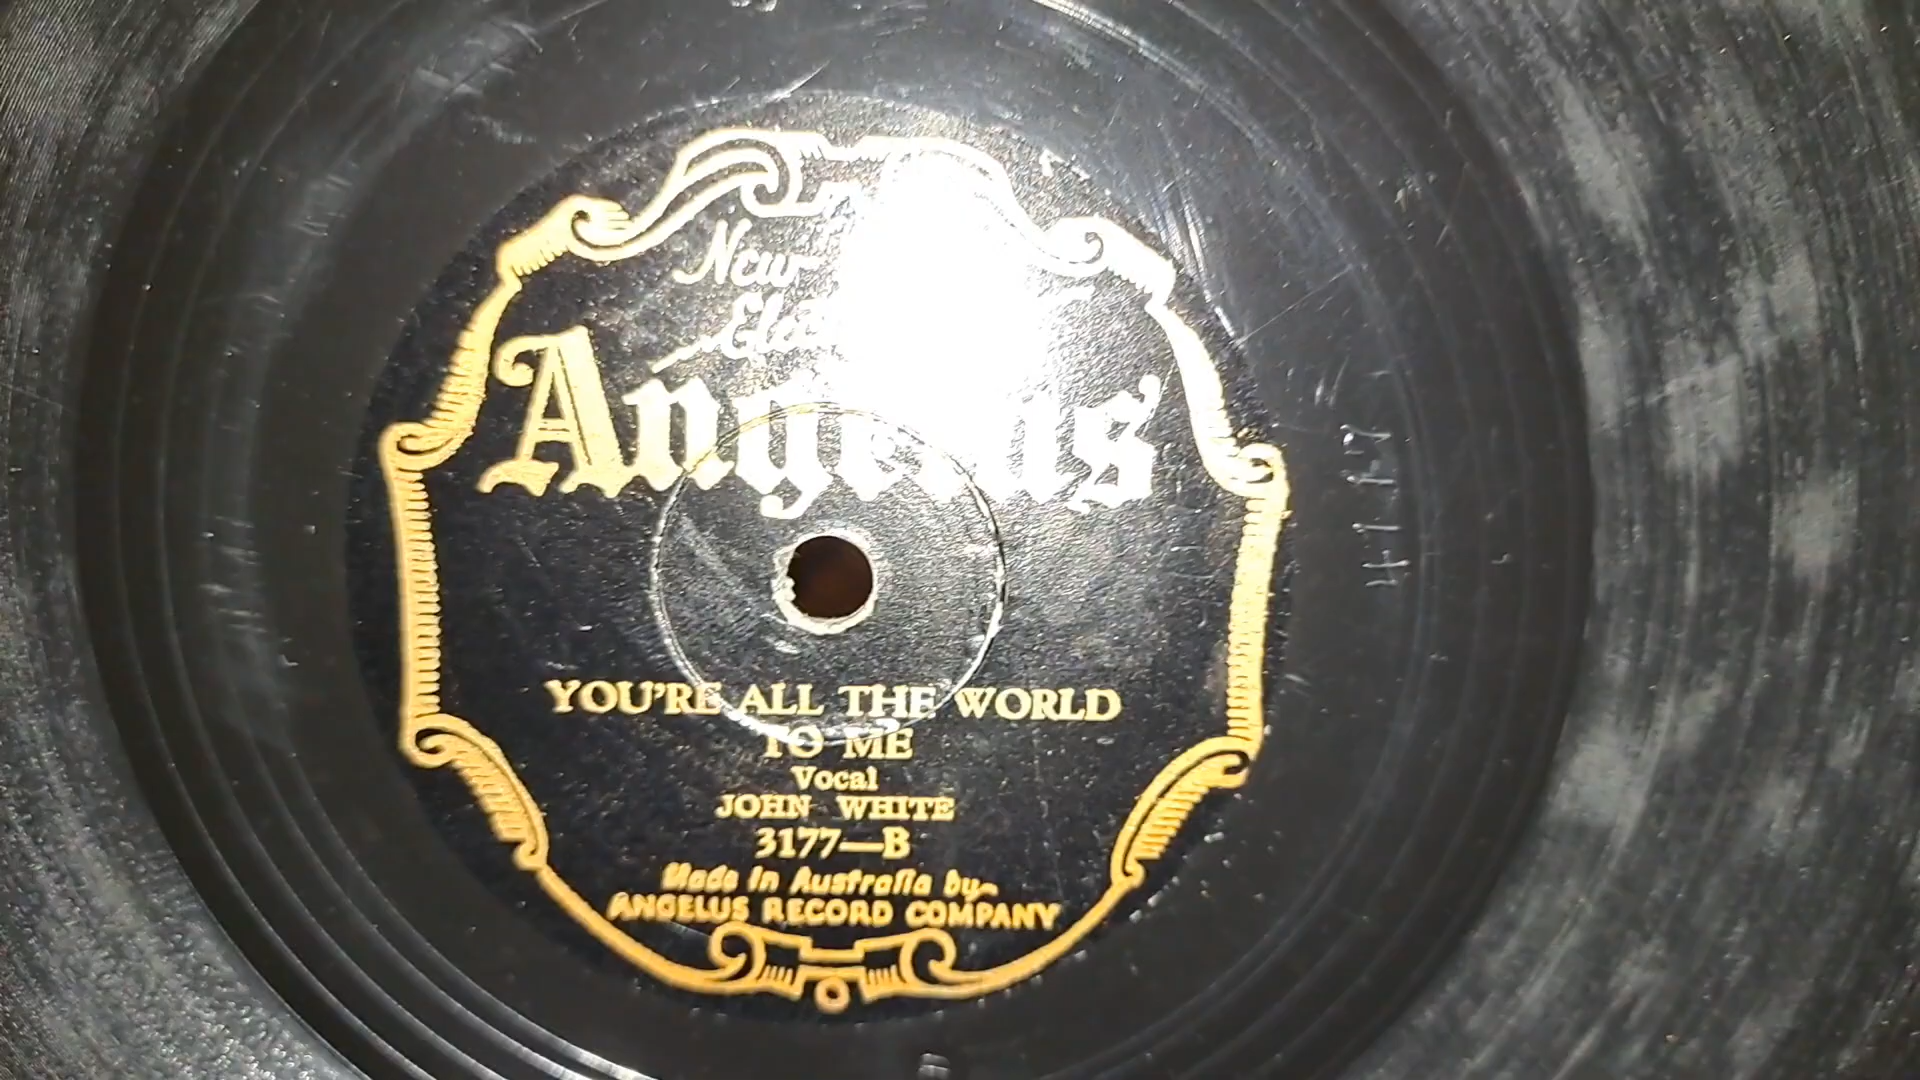 New
Angelus
YOU'RE ALL THE WORLD
TO ME
Vocal
JOHN WHITE
3177—B
Made in Australia by
ANGELUS RECORD COMPANY